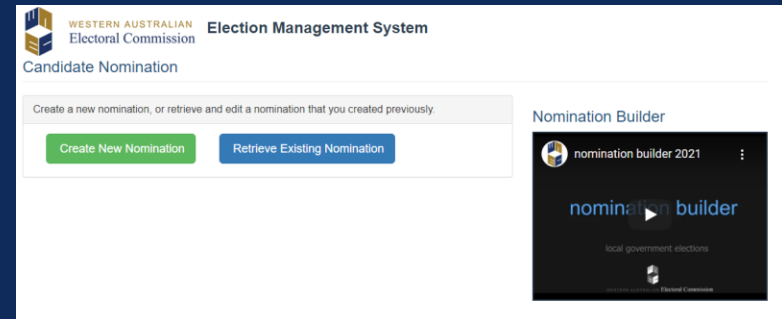 WESTERN AUSTRALIAN
Electoral Commission
Election Management System
Candidate Nomination
Create a new nomination, or retrieve and edit a nomination that you created previously.
Create New Nomination
Retrieve Existing Nomination
Nomination Builder
nomination builder 2021
nomination builder
local government elections
WESTERN AUSTRALIAN Electoral Commission